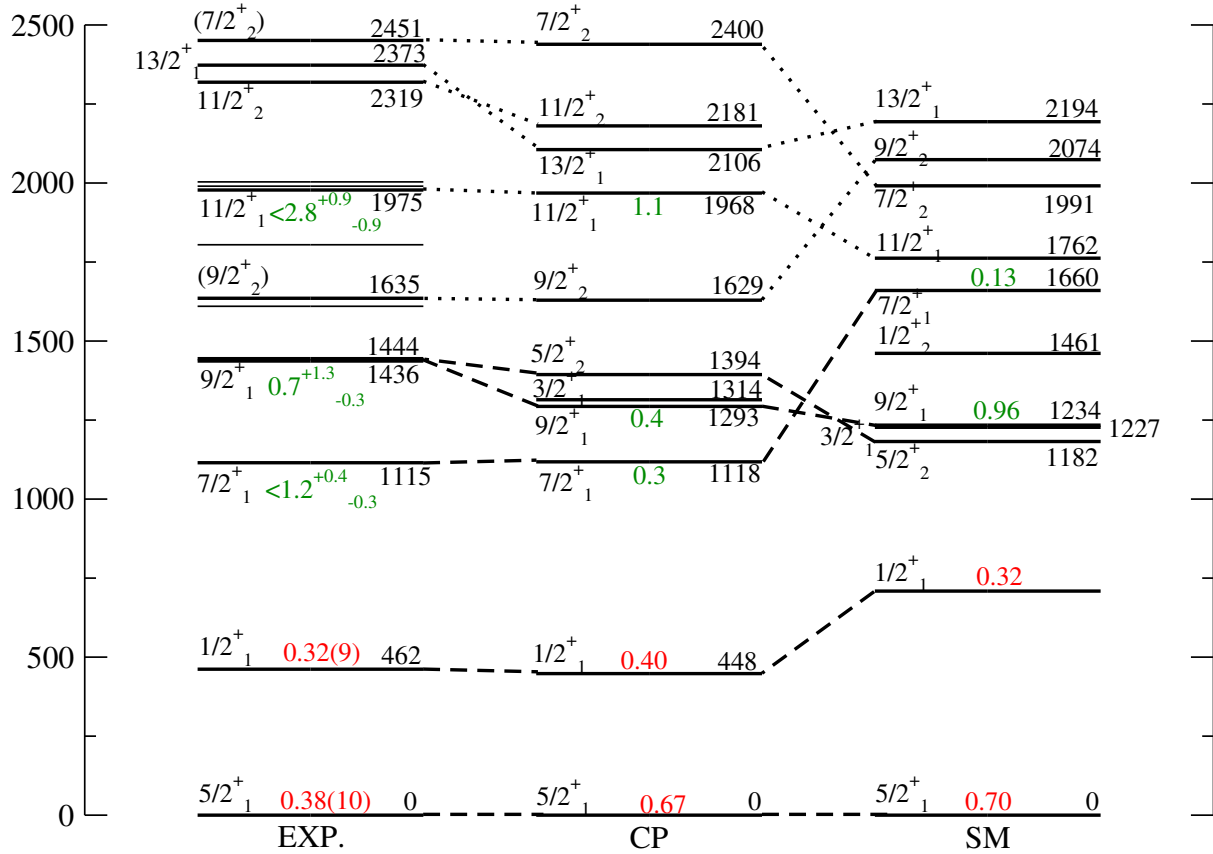 2500
2000
1500
1000
500
0
(7/2+2) 2451
13/2+1 2373
11/2+2 2319
11/2+1 <2.8+0.9-0.9 1975
(9/2+2) 1635
1444
9/2+1 0.7+1.3-0.3 1436
7/2+1 <1.2+0.4-0.3 1115
1/2+1 0.32(9) 462
5/2+1 0.38(10) 0
EXP.
7/2+2 2400
11/2+2 2181
13/2+1 2106
11/2+1 1.1 1968
9/2+2 1629
5/2+2 1394
3/2+1 1314
9/2+1 0.4 1293
7/2+1 0.3 1118
1/2+1 0.40 448
5/2+1 0.67 0
CP
13/2+1 2194
9/2+2 2074
7/2+2 1991
11/2+1 1762
7/2+1 0.13 1660
1/2+2 1461
9/2+1 0.96 1234
3/2+1 1227
5/2+2 1182
1/2+1 0.32
5/2+1 0.70 0
SM